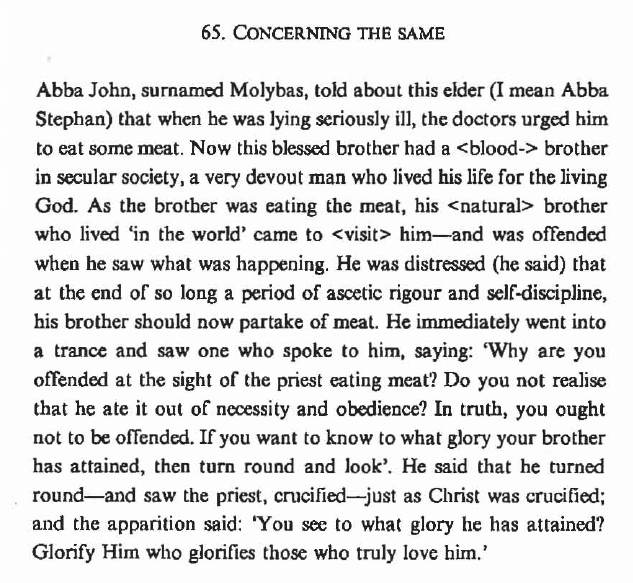 65. CONCERNING THE SAME
Abba John, surnamed Molybas, told about this elder (I mean Abba
Stephan) that when he was lying seriously ill, the doctors urged him
to eat some meat. Now this blessed brother had a <blood-> brother
in secular society, a very devout man who lived his life for the living
God. As the brother was eating the meat, his <natural> brother
who lived ‘in the world’ came to <visit> him—and was offended
when he saw what was happening. He was distressed (he said) that
at the end of so long a period of ascetic rigour and self-discipline,
his brother should now partake of meat. He immediately went into
a trance and saw one who spoke to him, saying: ‘Why are you
offended at the sight of the priest eating meat? Do you not realise
that he ate it out of necessity and obedience? In truth, you ought
not to be offended. If you want to know to what glory your brother
has attained, then turn round and look’. He said that he turned
round—and saw the priest, crucified—just as Christ was crucified;
and the apparition said: ‘You see to what glory he has attained?
Glorify Him who glorifies those who truly love him.’